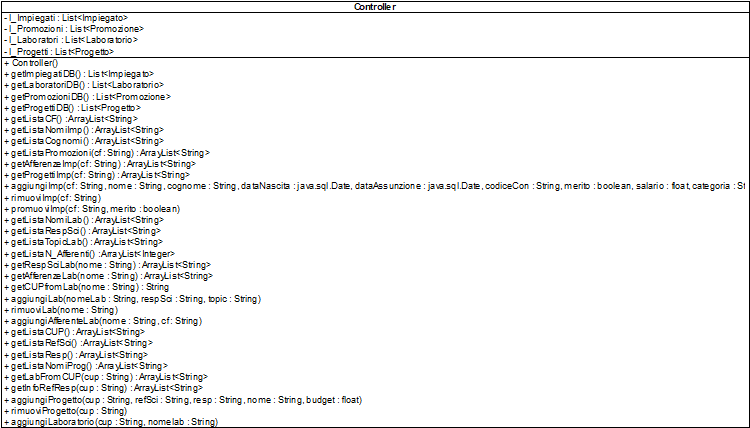 Controller
- l_Impiegati : List<Impiegato>
- l_Promozioni : List<Promozione>
- l_Laboratori : List<Laboratorio>
- l_Progetti : List<Progetto>
+ Controller()
+ getImpiegatiDB() : List<Impiegato>
+ getLaboratoriDB() : List<Laboratorio>
+ getPromozioniDB() : List<Promozione>
+ getProgettiDB() : List<Progetto>
+ getListaCF() : ArrayList<String>
+ getListaNomiImp() : ArrayList<String>
+ getListaCognomi() : ArrayList<String>
+ getListaPromozioni(cf: String) : ArrayList<String>
+ getAfferenzeImp(cf: String) : ArrayList<String>
+ getProgettiImp(cf: String) : ArrayList<String>
+ aggiungiImp(cf: String, nome : String, cognome : String, dataNascita : java.sql.Date, dataAssunzione : java.sql.Date, codiceCon : String, merito : boolean, salario : float, categoria : St
+ rimuoviImp(cf: String)
+ promuoviImp(cf: String, merito : boolean)
+ getListaNomiLab() : ArrayList<String>
+ getListaRespSci() : ArrayList<String>
+ getListaTopicLab() : ArrayList<String>
+ getListaN_Afferenti() : ArrayList<Integer>
+ getRespSciLab(nome : String) : ArrayList<String>
+ getAfferenzeLab(nome : String) : ArrayList<String>
+ getCUPfromLab(nome : String) : String
+ aggiungiLab(nomeLab : String, respSci : String, topic : String)
+ rimuoviLab(nome : String)
+ aggiungiAfferenteLab(nome : String, cf: String)
+ getListaCUP() : ArrayList<String>
+ getListaRefSci() : ArrayList<String>
+ getListaResp() : ArrayList<String>
+ getListaNomiProg() : ArrayList<String>
+ getLabFromCUP(cup : String) : ArrayList<String>
+ getInfoRefResp(cup : String) : ArrayList<String>
+ aggiungiProgetto(cup : String, refSci : String, resp : String, nome : String, budget : float)
+ rimuoviProgetto(cup : String)
+ aggiungiLaboratorio(cup : String, nomelab : String)